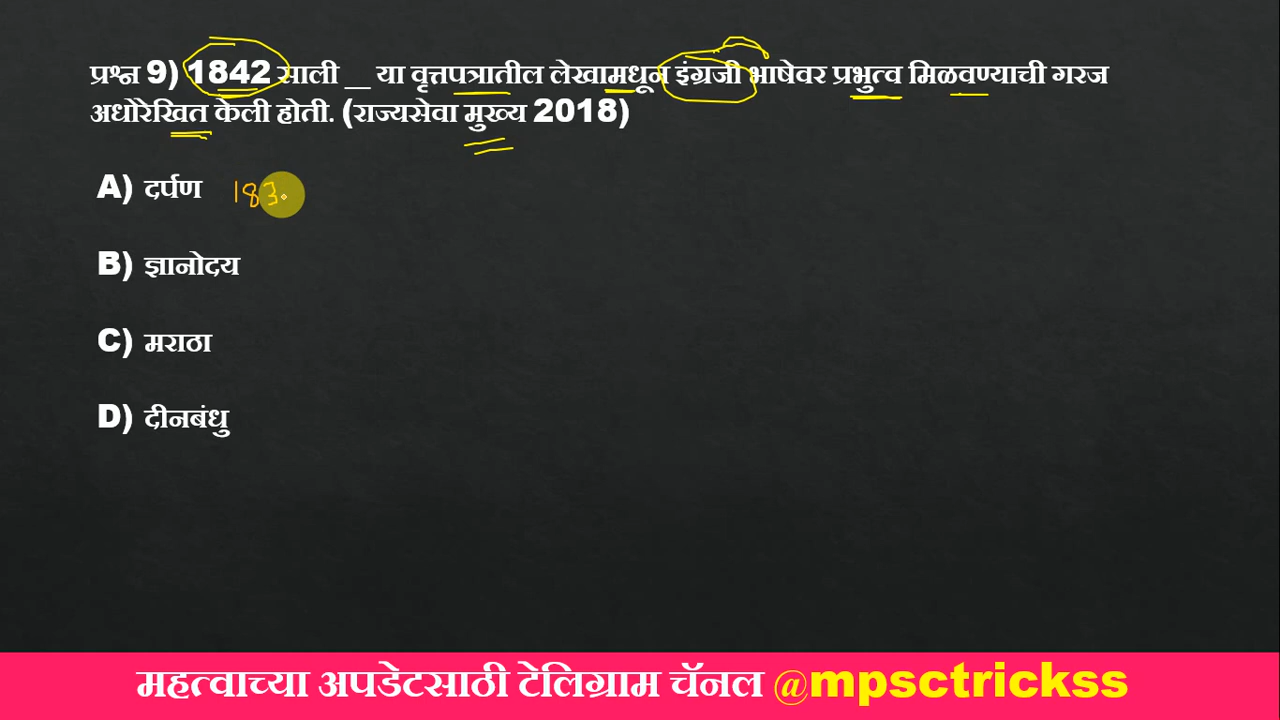 प्रश्न 9) 1842 साली __ या वृत्तपत्रातील लेखामधून इंग्रजी भाषेवर प्रभुत्व मिळवण्याची गरज
अधोरेखित केली होती. (राज्यसेवा मुख्य 2018)
A) दर्पण 183
B) ज्ञानोदय
C) मराठा
D) दीनबंधु
महत्वाच्या अपडेटसाठी टेलिग्राम चॅनल @mpsctrickss